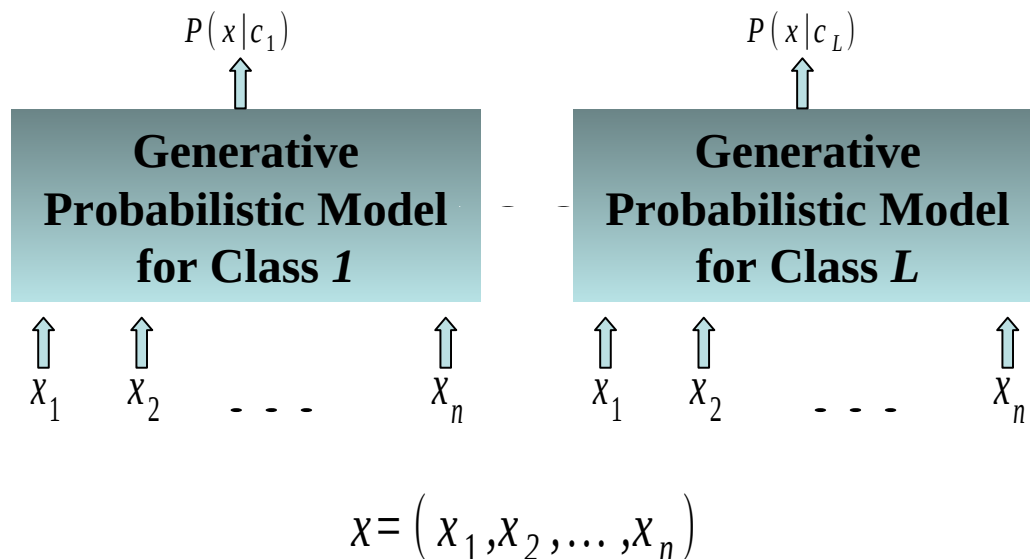 P(x|c₁) P(x|c_L)
Generative Generative
Probabilistic Model Probabilistic Model
for Class 1 for Class L
x₁ x₂ . . . xₙ x₁ x₂ . . . xₙ
x=(x₁,x₂,...,xₙ)